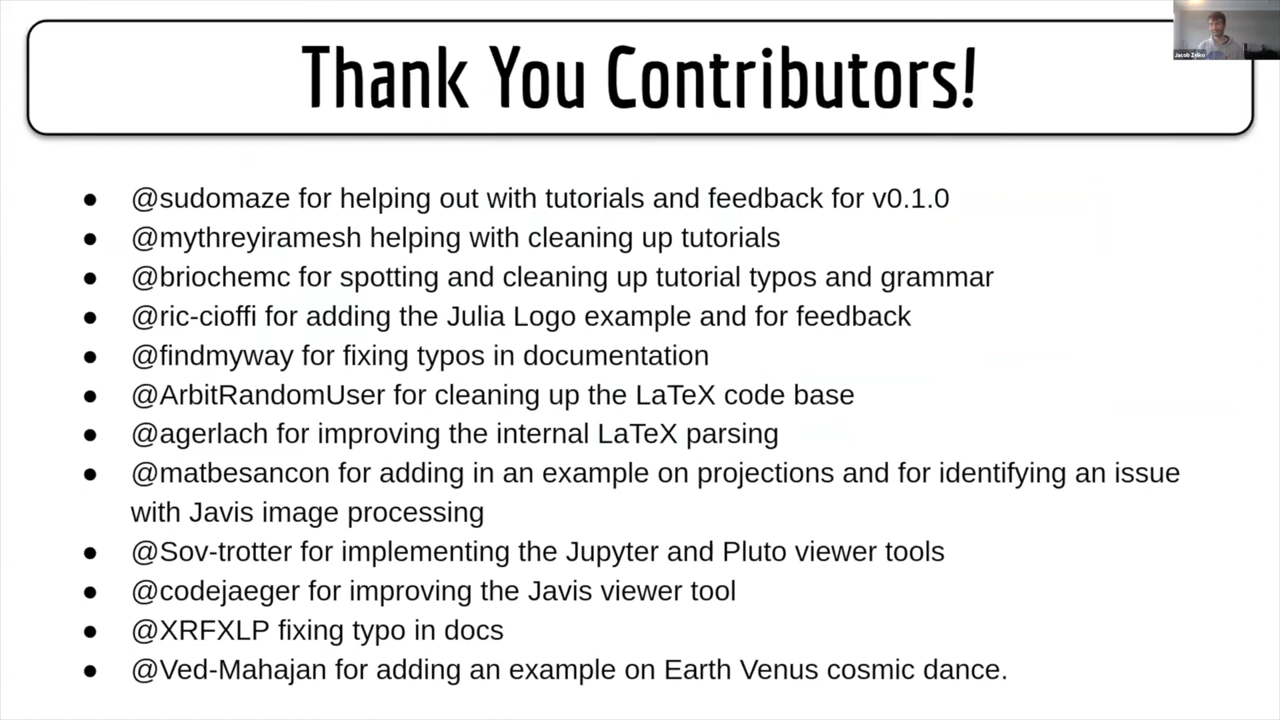 Thank You Contributors!
Jacob Zelko
● @sudomaze for helping out with tutorials and feedback for v0.1.0
● @mythreyiramesh helping with cleaning up tutorials
● @briochemc for spotting and cleaning up tutorial typos and grammar
● @ric-cioffi for adding the Julia Logo example and for feedback
● @findmyway for fixing typos in documentation
● @ArbitRandomUser for cleaning up the LaTeX code base
● @agerlach for improving the internal LaTeX parsing
● @matbesancon for adding in an example on projections and for identifying an issue
with Javis image processing
● @Sov-trotter for implementing the Jupyter and Pluto viewer tools
● @codejaeger for improving the Javis viewer tool
● @XRFXLP fixing typo in docs
● @Ved-Mahajan for adding an example on Earth Venus cosmic dance.